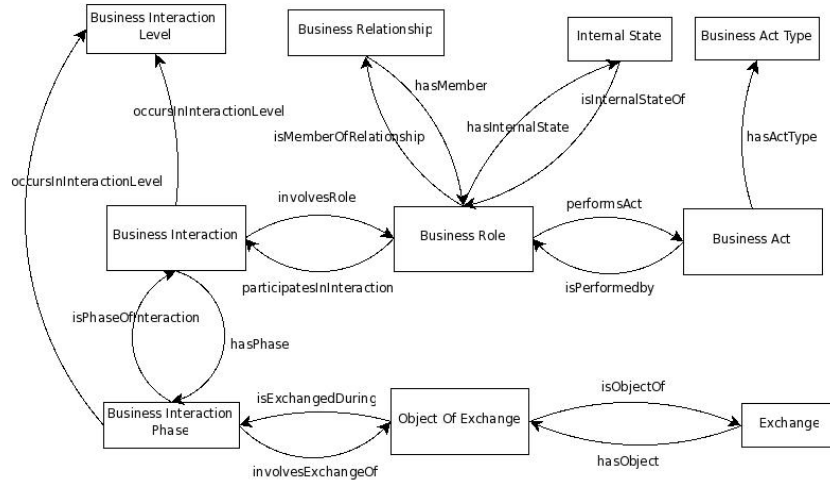 Business Interaction
Level
Business Relationship
Internal State
Business Act Type
hasMember
occursInInteractionLevel
isInternalStateOf
hasInternalState
isMemberOfRelationship
hasActType
occursInInteractionLevel
involvesRole
performsAct
Business Interaction
Business Role
Business Act
participatesInInteraction
isPerformedby
isPhaseOfInteraction
hasPhase
isExchangedDuring
isObjectOf
Business Interaction
Phase
Object Of Exchange
Exchange
involvesExchangeOf
hasObject